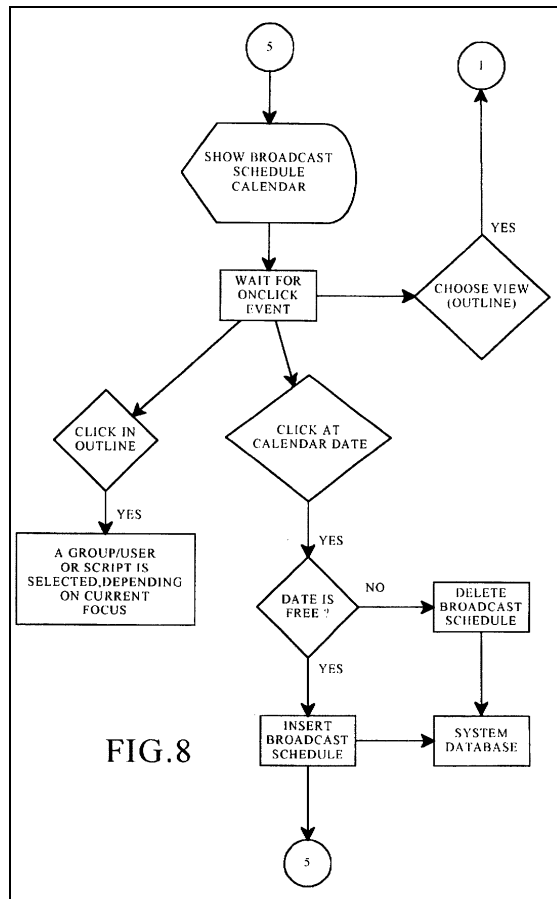 5
1
SHOW BROADCAST
SCHEDULE
CALENDAR
YES
WAIT FOR
ONCLICK
EVENT
CHOOSE VIEW
(OUTLINE)
CLICK IN
OUTLINE
CLICK AT
CALENDAR DATE
YES
YES
A GROUP/USER
OR SCRIPT IS
SELECTED,DEPENDING
ON CURRENT
FOCUS
DATE IS
FREE ?
NO
DELETE
BROADCAST
SCHEDULE
YES
INSERT
BROADCAST
SCHEDULE
SYSTEM
DATABASE
FIG.8
5